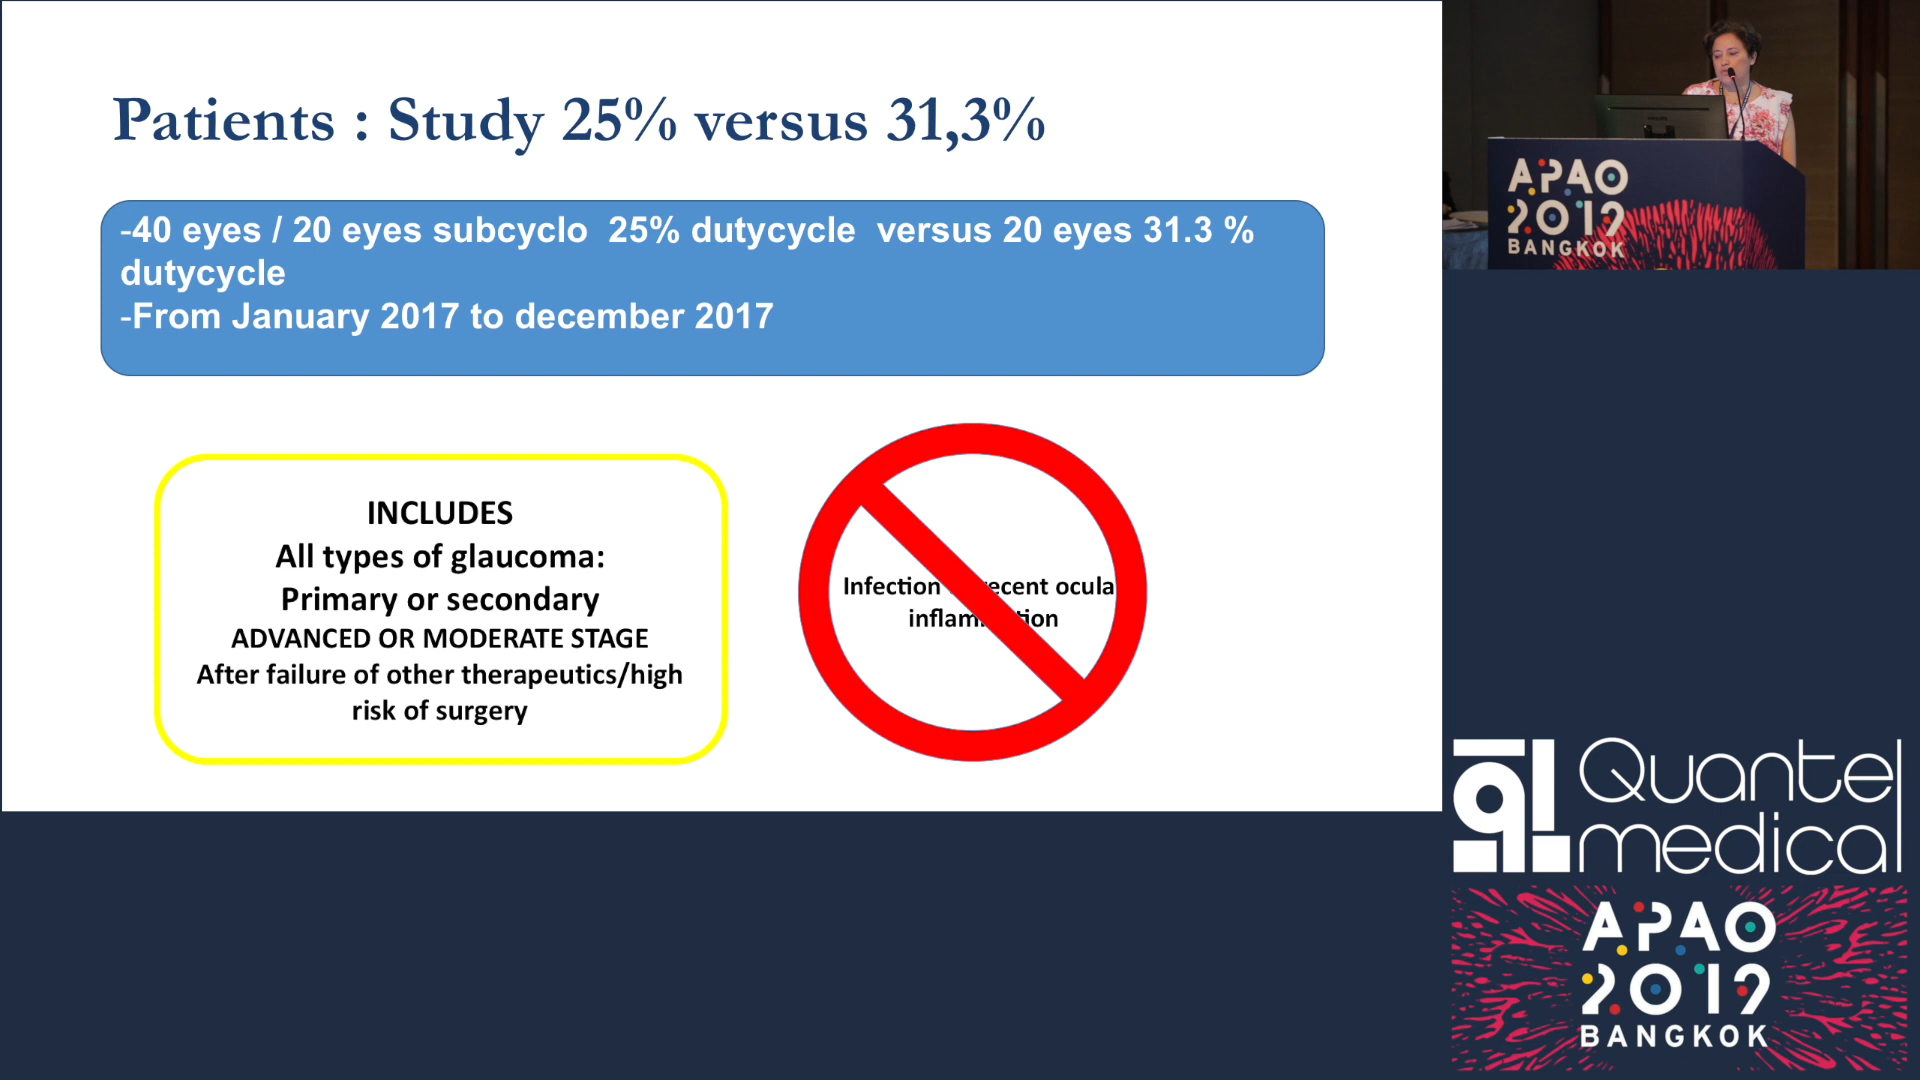 Patients : Study 25% versus 31,3%
-40 eyes / 20 eyes subcyclo 25% dutycycle versus 20 eyes 31.3 %
dutycycle
-From January 2017 to december 2017
INCLUDES
All types of glaucoma:
Primary or secondary
ADVANCED OR MODERATE STAGE
After failure of other therapeutics/high
risk of surgery
Infection recent ocula
APAO
2019
BANGKOK
Quantel
medical
APAO
2019
BANGKOK